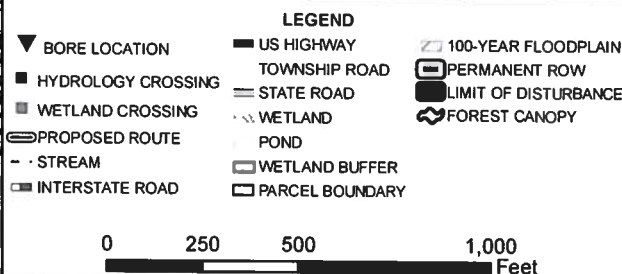 LEGEND
BORE LOCATION
HYDROLOGY CROSSING
WETLAND CROSSING
PROPOSED ROUTE
STREAM
INTERSTATE ROAD
US HIGHWAY
TOWNSHIP ROAD
STATE ROAD
WETLAND
POND
WETLAND BUFFER
PARCEL BOUNDARY
100-YEAR FLOODPLAIN
PERMANENT ROW
LIMIT OF DISTURBANCE
FOREST CANOPY
0 250 500 1,000
Feet